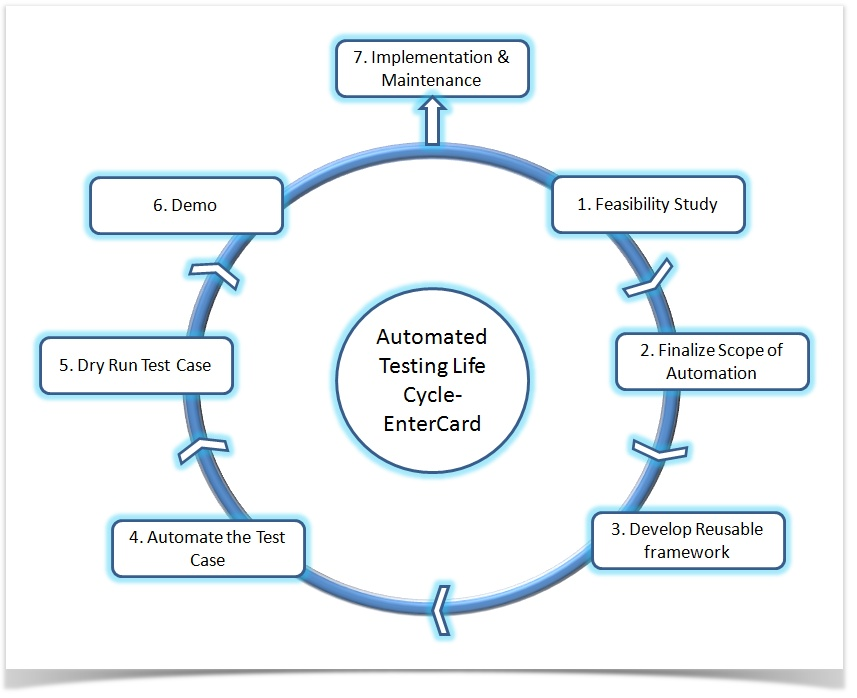 7. Implementation &
Maintenance
6. Demo
1. Feasibility Study
Automated
Testing Life
Cycle-
EnterCard
5. Dry Run Test Case
2. Finalize Scope of
Automation
4. Automate the Test
Case
3. Develop Reusable
framework